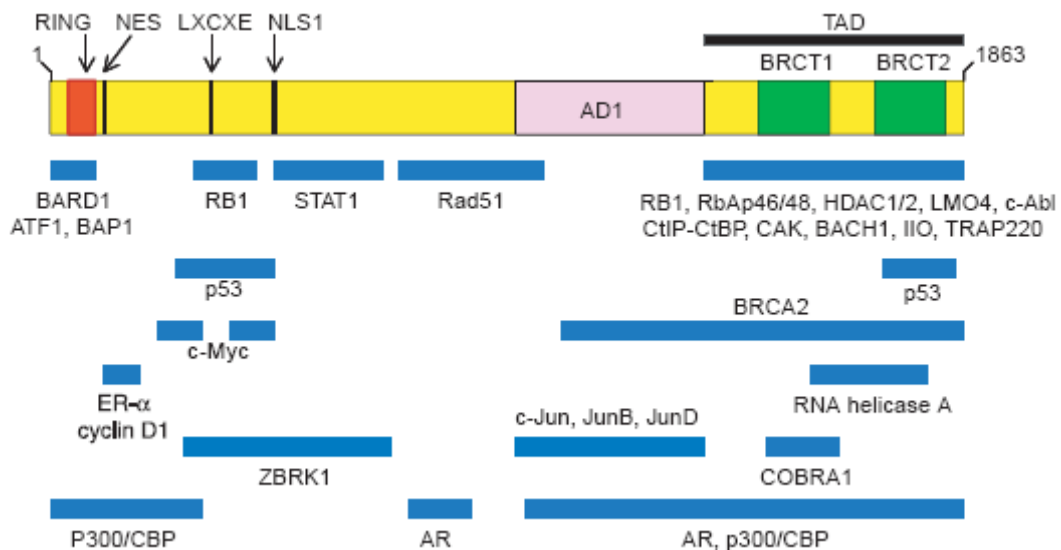 RING NES LXCXE NLS1 TAD
1 BRCT1 BRCT2 1863
AD1
BARD1 RB1 STAT1 Rad51 RB1, RbAp46/48, HDAC1/2, LMO4, c-Abl
ATF1, BAP1 CtIP-CtBP, CAK, BACH1, IIO, TRAP220
p53 p53
BRCA2
c-Myc
ER-α RNA helicase A
cyclin D1 c-Jun, JunB, JunD
ZBRK1 COBRA1
P300/CBP AR AR, p300/CBP